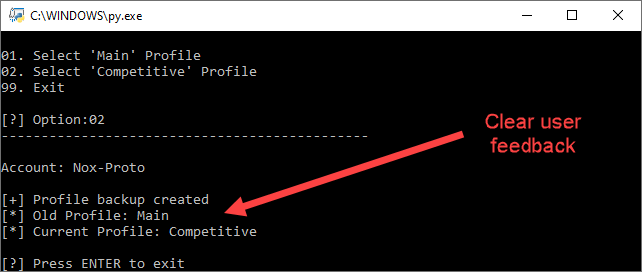 C:\WINDOWS\py.exe
01. Select 'Main' Profile
02. Select 'Competitive' Profile
99. Exit
[?] Option:02
----------------------------------------------
Account: Nox-Proto
[+] Profile backup created
[*] Old Profile: Main
[*] Current Profile: Competitive
[?] Press ENTER to exit
Clear user
feedback